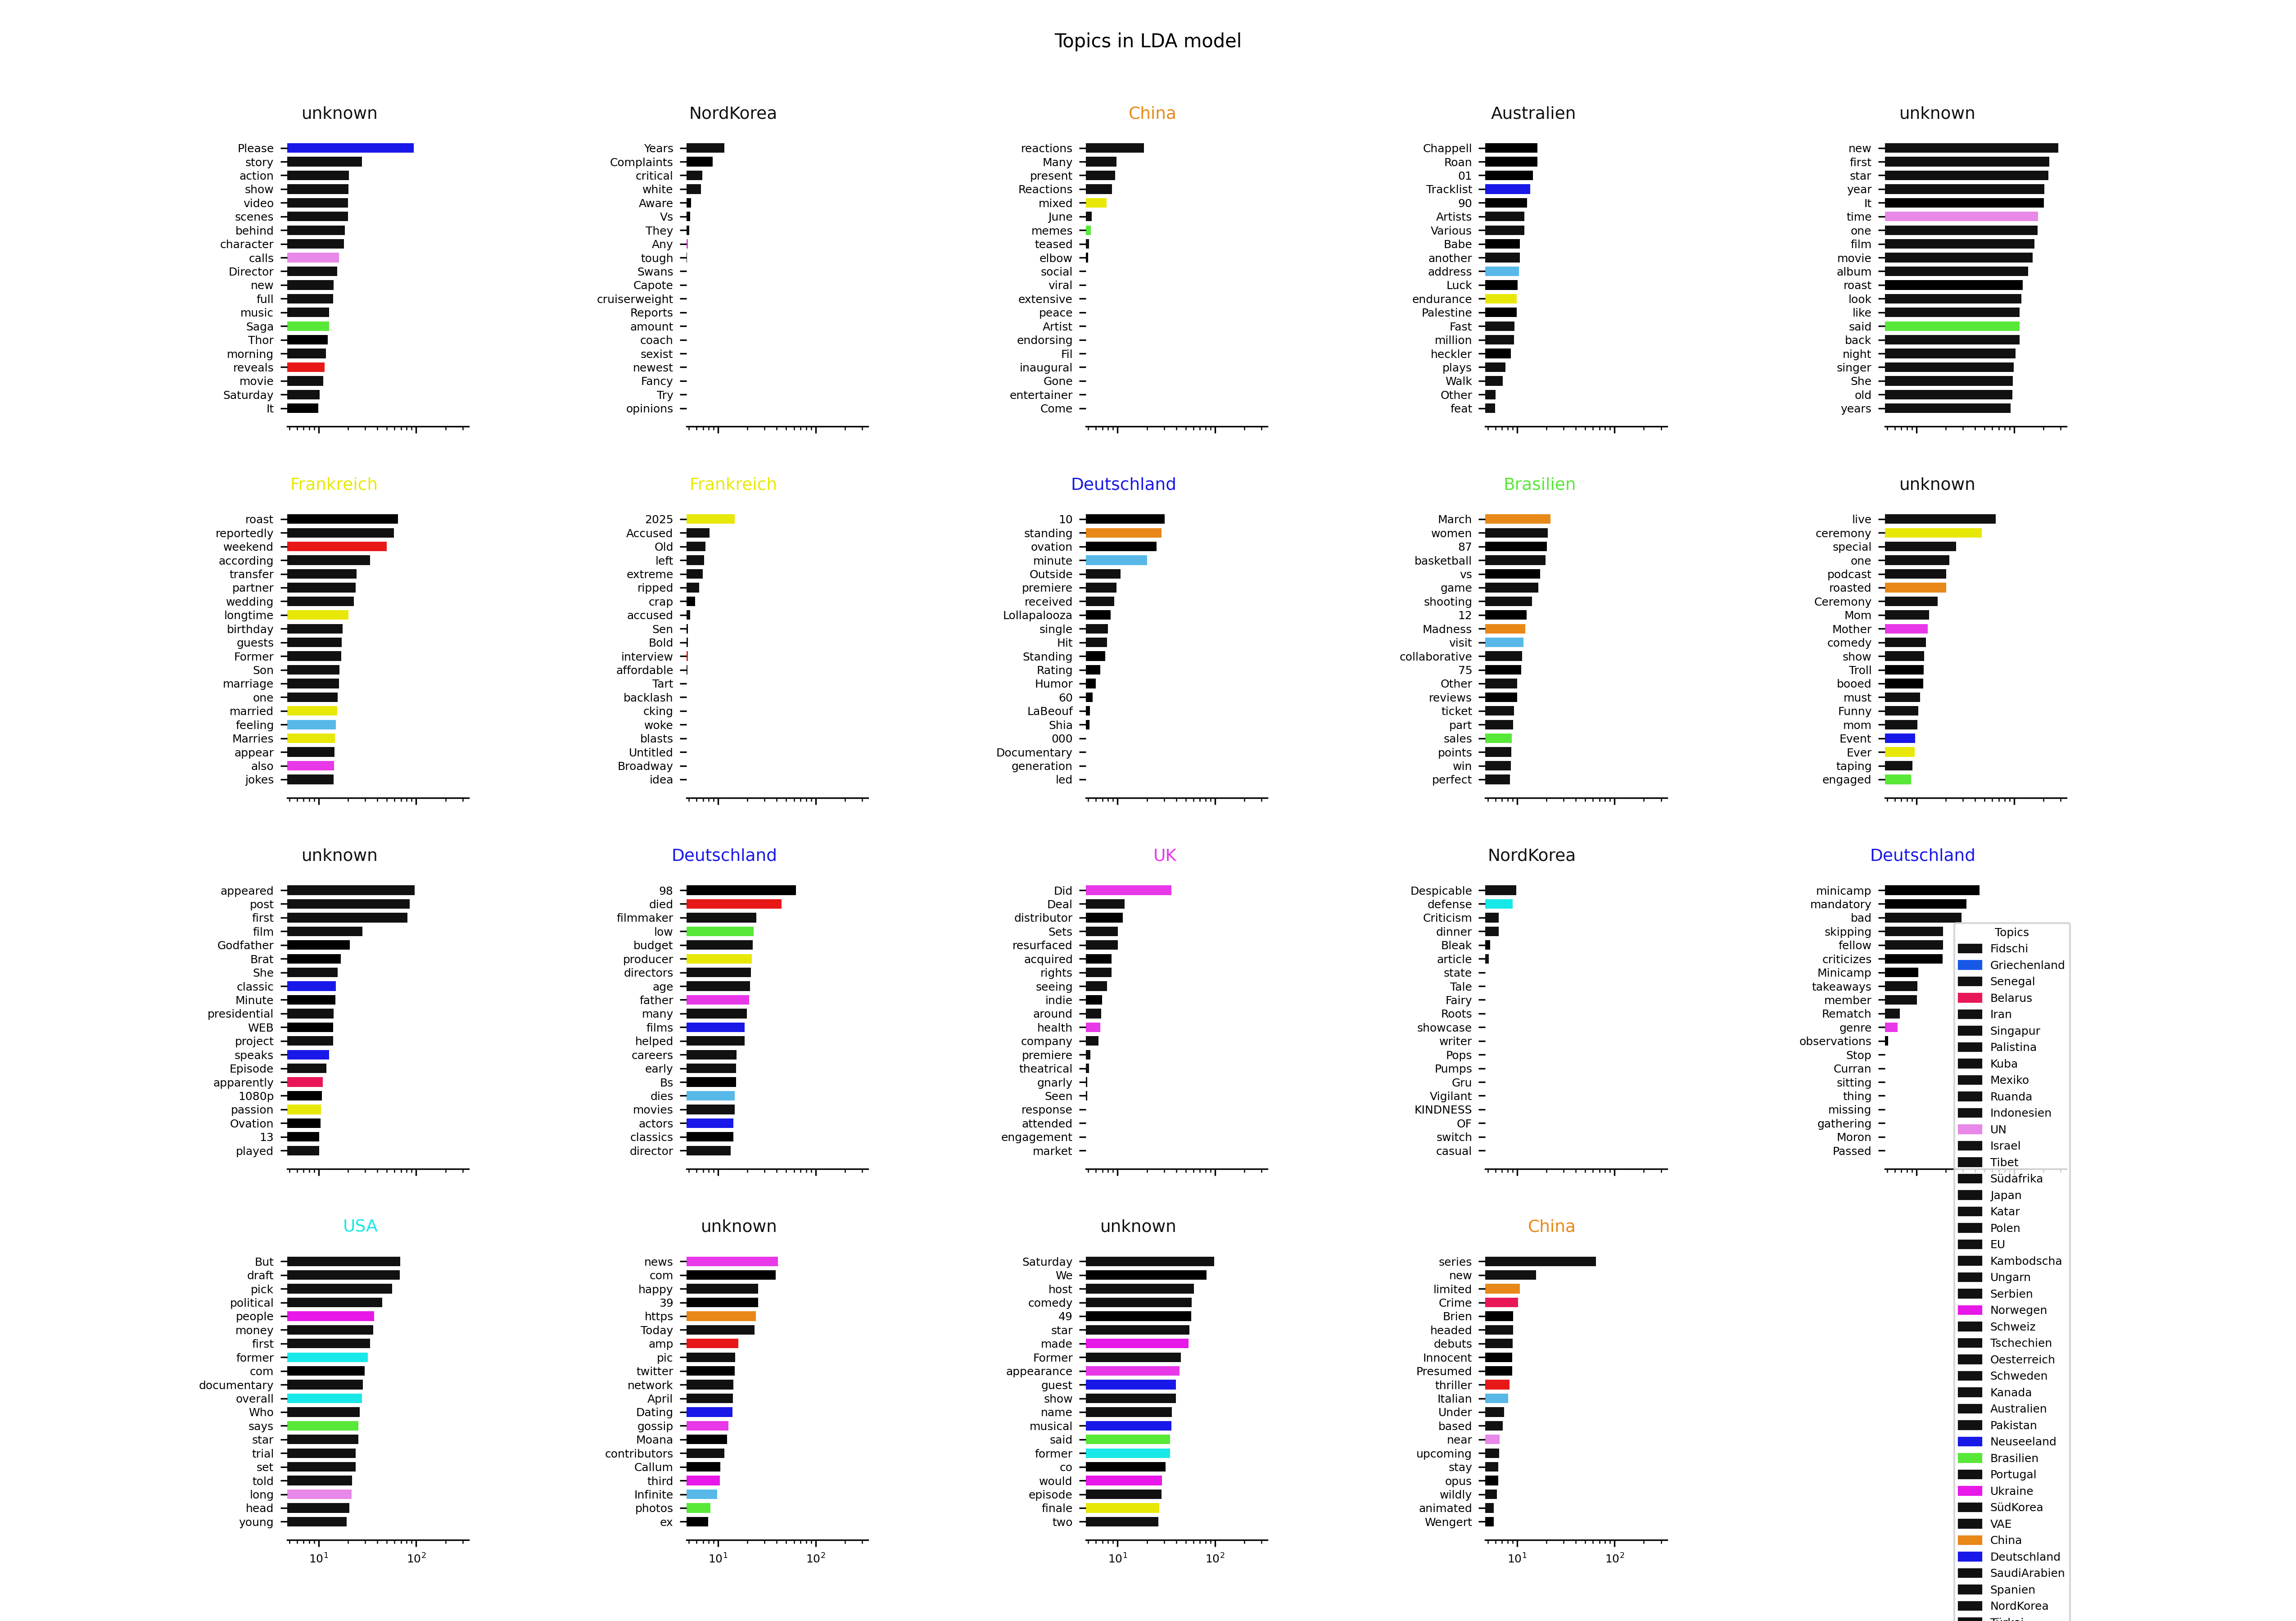 Topics in LDA model
unknown
Please
story
action
show
video
scenes
behind
character
calls
Director
new
full
music
Saga
Thor
morning
reveals
movie
Saturday
It
NordKorea
Years
Complaints
critical
white
Aware
Vs
They
Any
tough
Swans
Capote
cruiserweight
Reports
amount
coach
sexist
newest
Fancy
Try
opinions
China
reactions
Many
present
Reactions
mixed
June
memes
teased
elbow
social
viral
extensive
peace
Artist
endorsing
Fil
inaugural
Gone
entertainer
Come
Australien
Chappell
Roan
01
Tracklist
90
Artists
Various
Babe
another
address
Luck
endurance
Palestine
Fast
million
heckler
plays
Walk
Other
feat
unknown
new
first
star
year
It
time
one
film
movie
album
roast
look
like
said
back
night
singer
She
old
years
Frankreich
roast
reportedly
weekend
according
transfer
partner
wedding
longtime
birthday
guests
Former
Son
marriage
one
married
feeling
Marries
appear
also
jokes
Frankreich
2025
Accused
Old
left
extreme
ripped
crap
accused
Sen
Bold
interview
affordable
Tart
backlash
cking
woke
blasts
Untitled
Broadway
idea
Deutschland
10
standing
ovation
minute
Outside
premiere
received
Lollapalooza
single
Hit
Standing
Rating
Humor
60
LaBeouf
Shia
000
Documentary
generation
led
Brasilien
March
women
87
basketball
vs
game
shooting
12
Madness
visit
collaborative
75
Other
reviews
ticket
part
sales
points
win
perfect
unknown
live
ceremony
special
one
podcast
roasted
Ceremony
Mom
Mother
comedy
show
Troll
booed
must
Funny
mom
Event
Ever
taping
engaged
unknown
appeared
post
first
film
Godfather
Brat
She
classic
Minute
presidential
WEB
project
speaks
Episode
apparently
1080p
passion
Ovation
13
played
Deutschland
98
died
filmmaker
low
budget
producer
directors
age
father
many
films
helped
careers
early
Bs
dies
movies
actors
classics
director
UK
Did
Deal
distributor
Sets
resurfaced
acquired
rights
seeing
indie
around
health
company
premiere
theatrical
gnarly
Seen
response
attended
engagement
market
NordKorea
Despicable
defense
Criticism
dinner
Bleak
article
state
Tale
Fairy
Roots
showcase
writer
Pops
Pumps
Gru
Vigilant
KINDNESS
OF
switch
casual
Deutschland
minicamp
mandatory
bad
skipping
fellow
criticizes
Minicamp
takeaways
member
Rematch
genre
observations
Stop
Curran
sitting
thing
missing
gathering
Moron
Passed
USA
But
draft
pick
political
people
money
first
former
com
documentary
overall
Who
says
star
trial
set
told
long
head
young
10¹ 10²
unknown
news
com
happy
39
https
Today
amp
pic
twitter
network
April
Dating
gossip
Moana
contributors
Callum
third
Infinite
photos
ex
10¹ 10²
unknown
Saturday
We
host
comedy
49
star
made
Former
appearance
guest
show
name
musical
said
former
co
would
episode
finale
two
10¹ 10²
China
series
new
limited
Crime
Brien
headed
debuts
Innocent
Presumed
thriller
Italian
Under
based
near
upcoming
stay
opus
wildly
animated
Wengert
10¹ 10²
Topics
Fidschi
Griechenland
Senegal
Belarus
Iran
Singapur
Palistina
Kuba
Mexiko
Ruanda
Indonesien
UN
Israel
Tibet
Südafrika
Japan
Katar
Polen
EU
Kambodscha
Ungarn
Serbien
Norwegen
Schweiz
Tschechien
Oesterreich
Schweden
Kanada
Australien
Pakistan
Neuseeland
Brasilien
Portugal
Ukraine
SüdKorea
VAE
China
Deutschland
SaudiArabien
Spanien
NordKorea